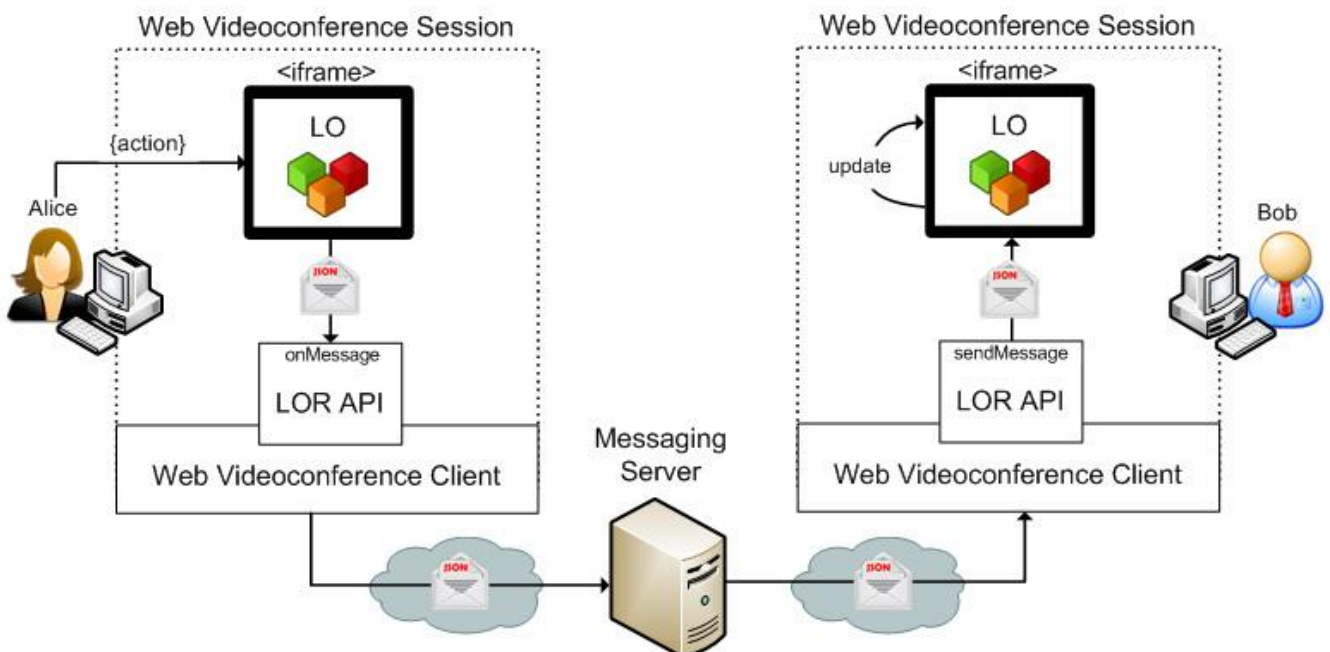 Web Videoconference Session
<iframe>
LO
{action}
Alice
JSON
onMessage
LOR API
Web Videoconference Client
JSON
Messaging
Server
Web Videoconference Session
<iframe>
LO
update
Bob
JSON
sendMessage
LOR API
Web Videoconference Client
JSON